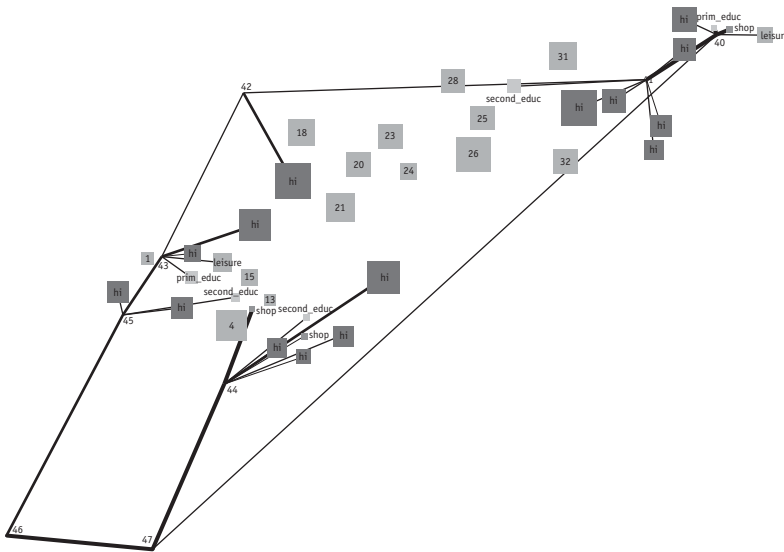 hi
prim_educ
shop
leisure
40
hi
31
28
second_educ
1
hi
hi
42
18
23
25
hi
20
24
26
32
hi
hi
21
hi
1
43
hi
leisure
prim_educ
15
hi
second_educ
13
hi
45
hi
shop
second_educ
4
shop
hi
hi
hi
44
46
47